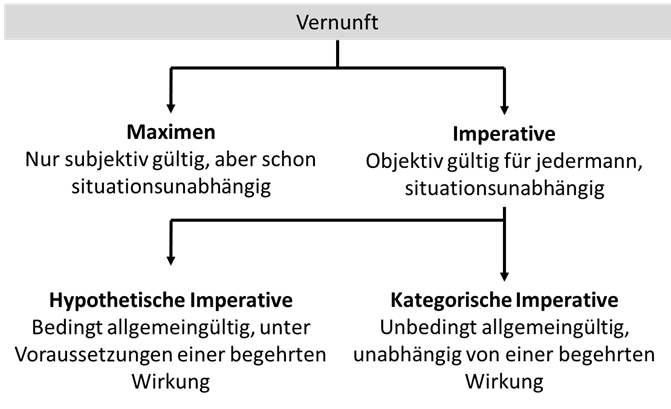 Vernunft
Maximen
Nur subjektiv gültig, aber schon
situationsunabhängig
Imperative
Objektiv gültig für jedermann,
situationsunabhängig
Hypothetische Imperative
Bedingt allgemeingültig, unter
Voraussetzungen einer begehrten
Wirkung
Kategorische Imperative
Unbedingt allgemeingültig,
unabhängig von einer begehrten
Wirkung